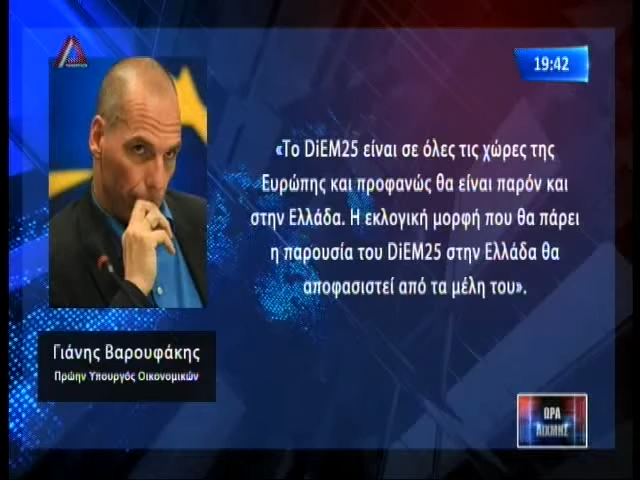 19:42
«Το DiEM25 είναι σε όλες τις χώρες της
Ευρώπης και προφανώς θα είναι παρόν και
στην Ελλάδα. Η εκλογική μορφή που θα πάρει
η παρουσία του DiEM25 στην Ελλάδα θα
αποφασιστεί από τα μέλη του».
Γιάνης Βαρουφάκης
Πρώην Υπουργός Οικονομικών
ΩΡΑ
ΑΙΧΜΗΣ